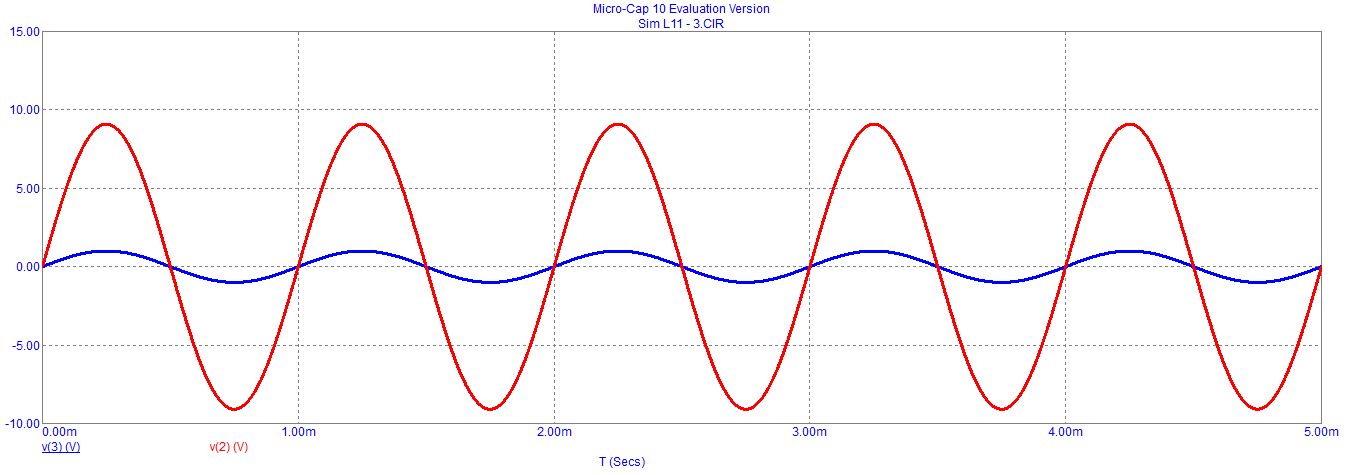 Micro-Cap 10 Evaluation Version
Sim L11 - 3.CIR
15.00
10.00
5.00
0.00
-5.00
-10.00
0.00m 1.00m 2.00m 3.00m 4.00m 5.00m
v(3) (V) v(2) (V)
T (Secs)